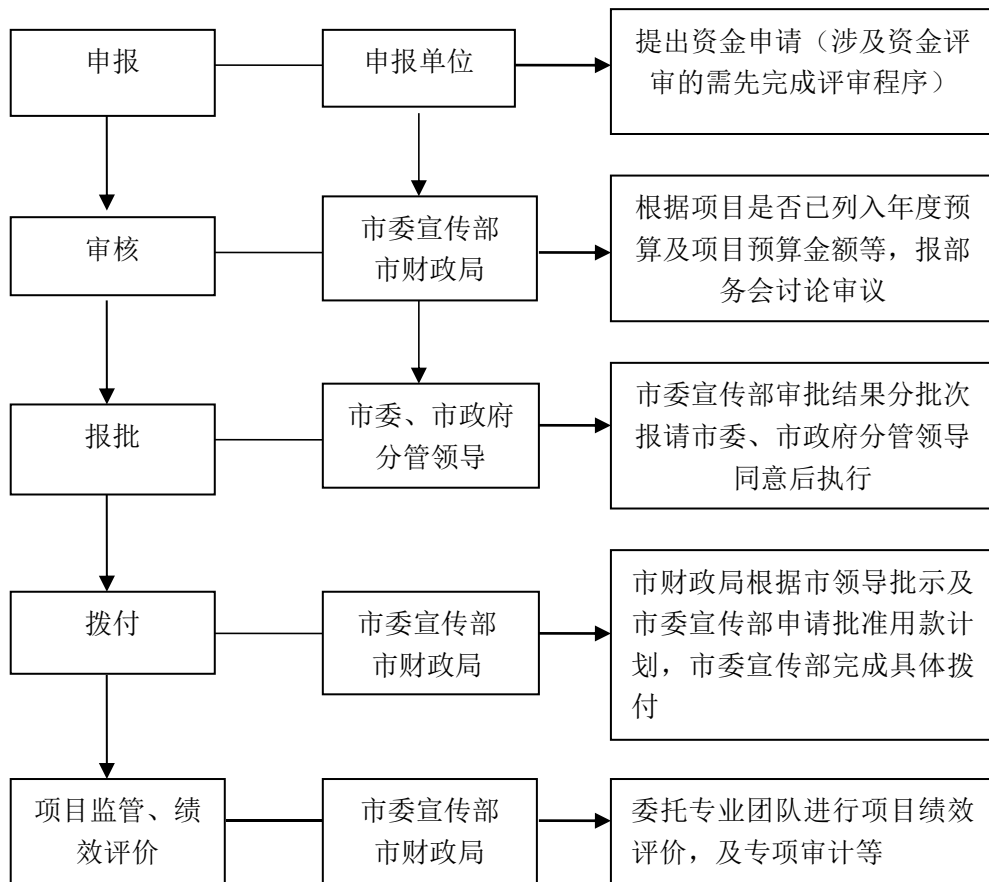 申报
申报单位
提出资金申请（涉及资金评
审的需先完成评审程序）
审核
市委宣传部
市财政局
根据项目是否已列入年度预
算及项目预算金额等，报部
务会讨论审议
报批
市委、市政府
分管领导
市委宣传部审批结果分批次
报请市委、市政府分管领导
同意后执行
拨付
市委宣传部
市财政局
市财政局根据市领导批示及
市委宣传部申请批准用款计
划，市委宣传部完成具体拨
付
项目监管、绩
效评价
市委宣传部
市财政局
委托专业团队进行项目绩效
评价，及专项审计等